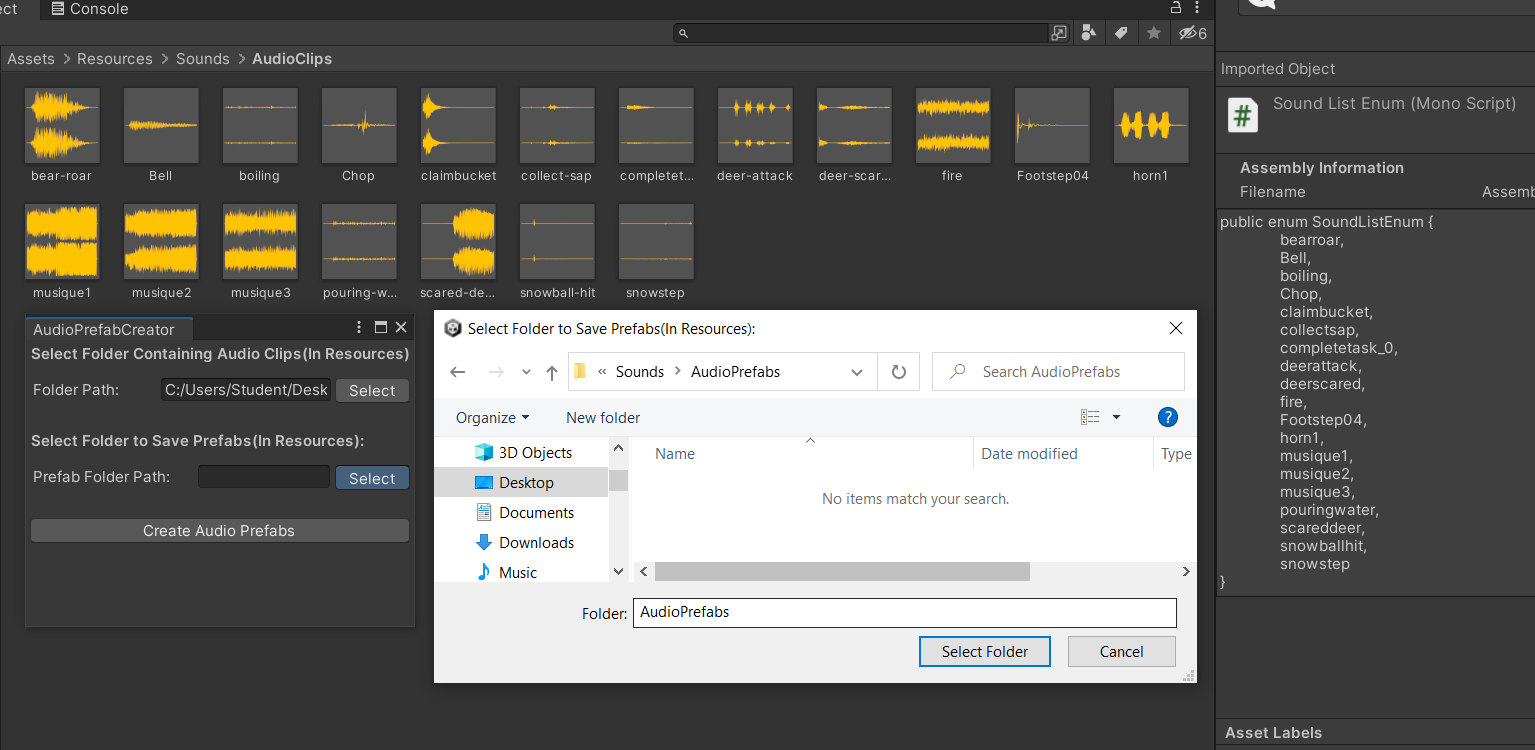 ect Console
6
Assets > Resources > Sounds > AudioClips
bear-roar Bell boiling Chop claimbucket collect-sap completet... deer-attack deer-scar... fire Footstep04 horn1
musique1 musique2 musique3 pouring-w... scared-de... snowball-hit snowstep
AudioPrefabCreator
Select Folder Containing Audio Clips(In Resources)
Folder Path: C:/Users/Student/Desk Select
Select Folder to Save Prefabs(In Resources):
Prefab Folder Path: Select
Create Audio Prefabs
Select Folder to Save Prefabs(In Resources):
« Sounds > AudioPrefabs
Search AudioPrefabs
Organize New folder
?
3D Objects
Desktop
Documents
Downloads
Music
Name Date modified Type
No items match your search.
Folder: AudioPrefabs
Select Folder Cancel
Imported Object
# Sound List Enum (Mono Script)
Assembly Information
Filename Assemb
public enum SoundListEnum {
bearroar,
Bell,
boiling,
Chop,
claimbucket,
collectsap,
completetask_0,
deerattack,
deerscared,
fire,
Footstep04,
horn1,
musique1,
musique2,
musique3,
pouringwater,
scareddeer,
snowballhit,
snowstep
}
Asset Labels